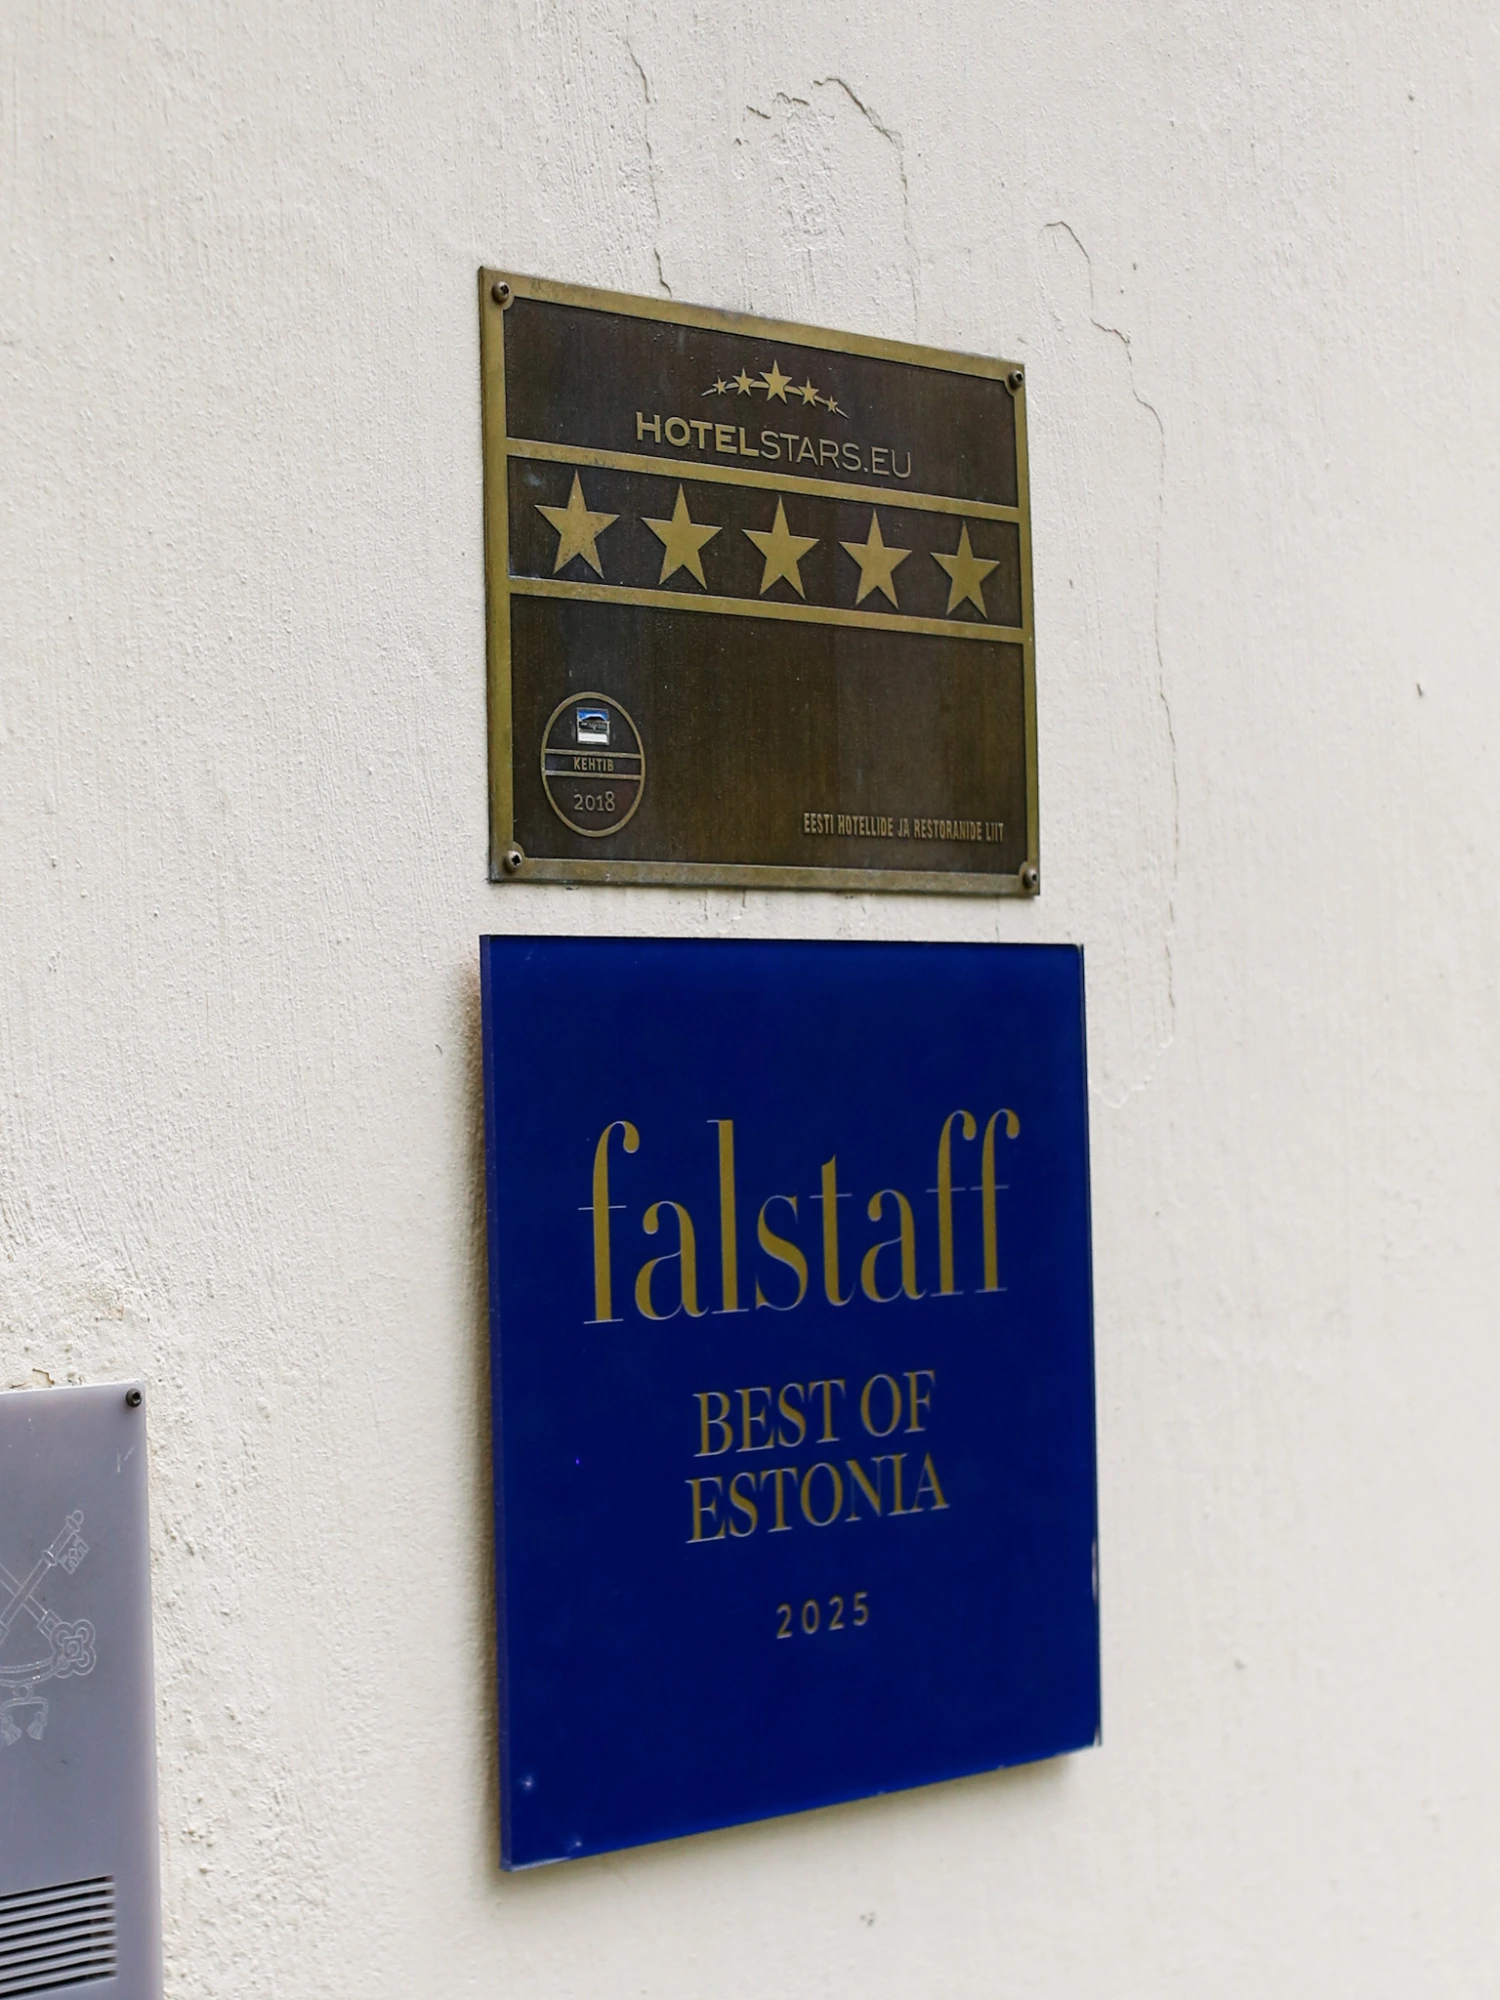 HOTELSTARS.EU
KEHTIB
2018
EESTI HOTELLIDE JA RESTORANIDE LIIT
falstaff
BEST OF
ESTONIA
2025